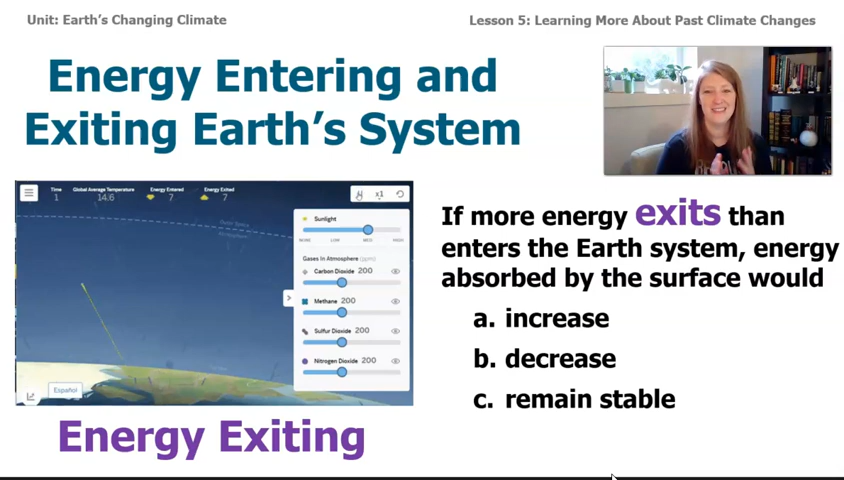 Unit: Earth’s Changing Climate
Lesson 5: Learning More About Past Climate Changes
Energy Entering and
Exiting Earth’s System
Time
1
Global Average Temperature
14.6
Energy Entered
7
Energy Exited
7
x1
Outer Space
Atmosphere
Sunlight
NONE LOW MED HIGH
Gases In Atmosphere (ppm)
Carbon Dioxide 200
Methane 200
Sulfur Dioxide 200
Nitrogen Dioxide 200
Español
Energy Exiting
If more energy exits than
enters the Earth system, energy
absorbed by the surface would
a. increase
b. decrease
c. remain stable